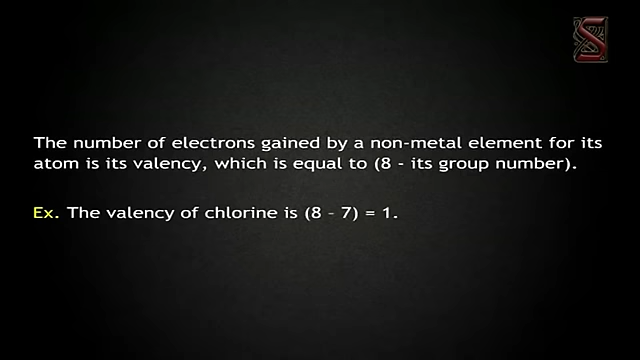 The number of electrons gained by a non-metal element for its
atom is its valency, which is equal to (8 - its group number).
Ex. The valency of chlorine is (8 - 7) = 1.